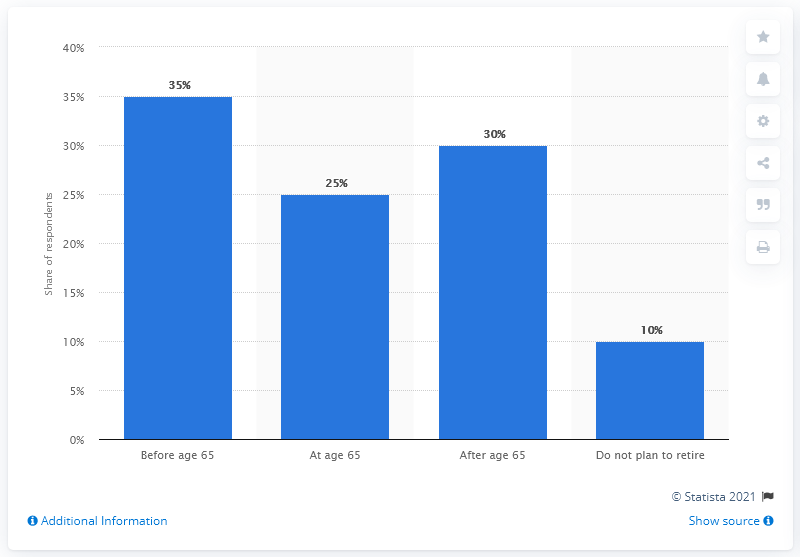 40%
35%
30%
25%
20%
15%
10%
5%
0%
Share of respondents
35%
25%
30%
10%
Before age 65
At age 65
After age 65
Do not plan to retire
© Statista 2021
Additional Information
Show source